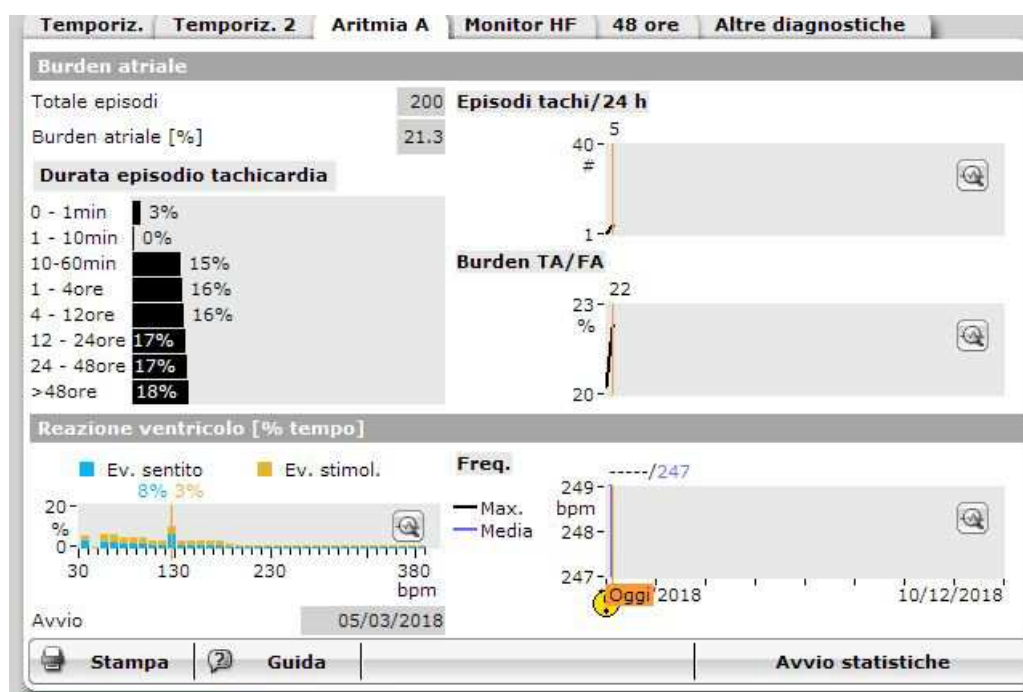 Temporiz. Temporiz. 2 Aritmia A Monitor HF 48 ore Altre diagnostiche
Burden atriale
Totale episodi 200
Burden atriale [%] 21.3
Durata episodio tachicardia
0 - 1min 3%
1 - 10min 0%
10-60min 15%
1 - 4ore 16%
4 - 12ore 16%
12 - 24ore 17%
24 - 48ore 17%
>48ore 18%
Episodi tachi/24 h
5
40
#
1
Burden TA/FA
22
23
%
20
Reazione ventricolo [% tempo]
Ev. sentito Ev. stimol.
8% 3%
20
%
0
30 130 230 380
bpm
Avvio 05/03/2018
Freq.
-----/247
Max.
Media
249
bpm
248
247
Oggi 2018 10/12/2018
Stampa Guida Avvio statistiche